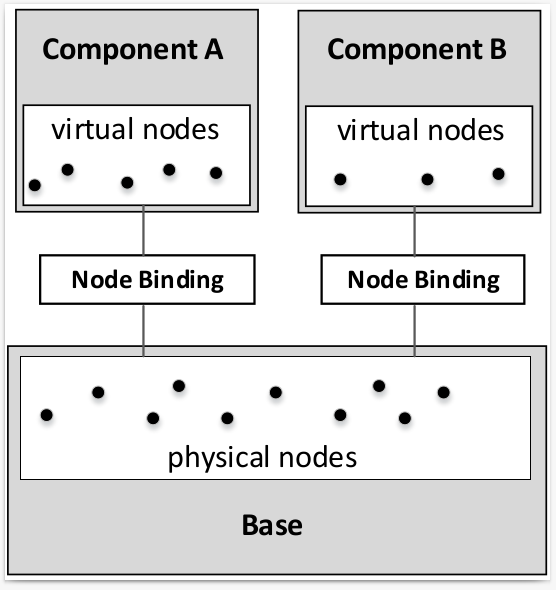 Component A
Component B
virtual nodes
virtual nodes
Node Binding
Node Binding
physical nodes
Base